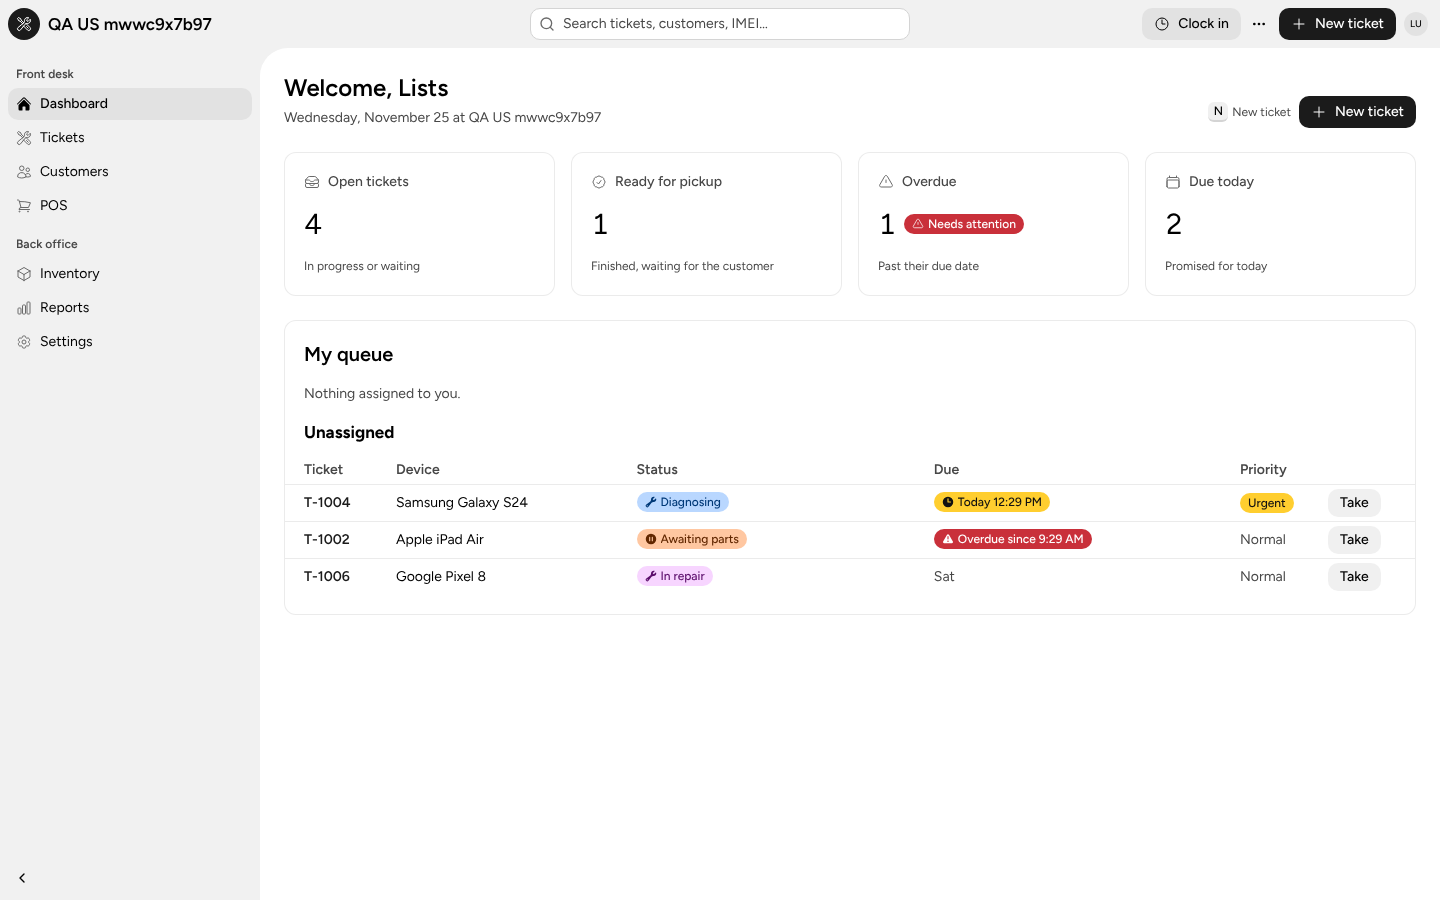 QA US mwwc9x7b97
Search tickets, customers, IMEI...
Clock in
New ticket
LU
Front desk
Dashboard
Tickets
Customers
POS
Back office
Inventory
Reports
Settings
Welcome, Lists
Wednesday, November 25 at QA US mwwc9x7b97
N New ticket
New ticket
Open tickets
4
In progress or waiting
Ready for pickup
1
Finished, waiting for the customer
Overdue
1 Needs attention
Past their due date
Due today
2
Promised for today
My queue
Nothing assigned to you.
Unassigned
Ticket Device Status Due Priority
T-1004 Samsung Galaxy S24 Diagnosing Today 12:29 PM Urgent Take
T-1002 Apple iPad Air Awaiting parts Overdue since 9:29 AM Normal Take
T-1006 Google Pixel 8 In repair Sat Normal Take